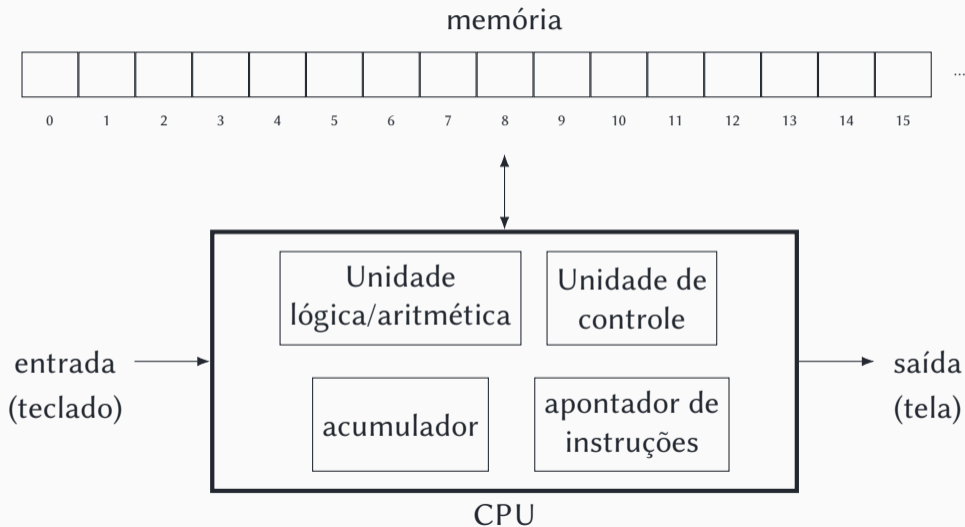 memória
...
0 1 2 3 4 5 6 7 8 9 10 11 12 13 14 15
Unidade
lógica/aritmética
Unidade de
controle
entrada
(teclado)
saída
(tela)
acumulador
apontador de
instruções
CPU